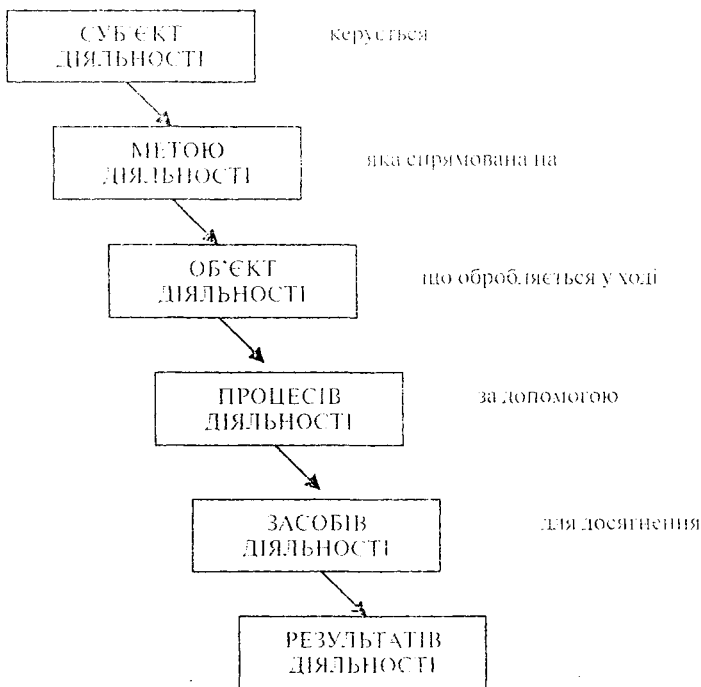 СУБ'ЄКТ
ДІЯЛЬНОСТІ
керується
МЕТОЮ
ДІЯЛЬНОСТІ
яка спрямована на
ОБ'ЄКТ
ДІЯЛЬНОСТІ
що обробляється у ході
ПРОЦЕСІВ
ДІЯЛЬНОСТІ
за допомогою
ЗАСОБІВ
ДІЯЛЬНОСТІ
для досягнення
РЕЗУЛЬТАТІВ
ДІЯЛЬНОСТІ